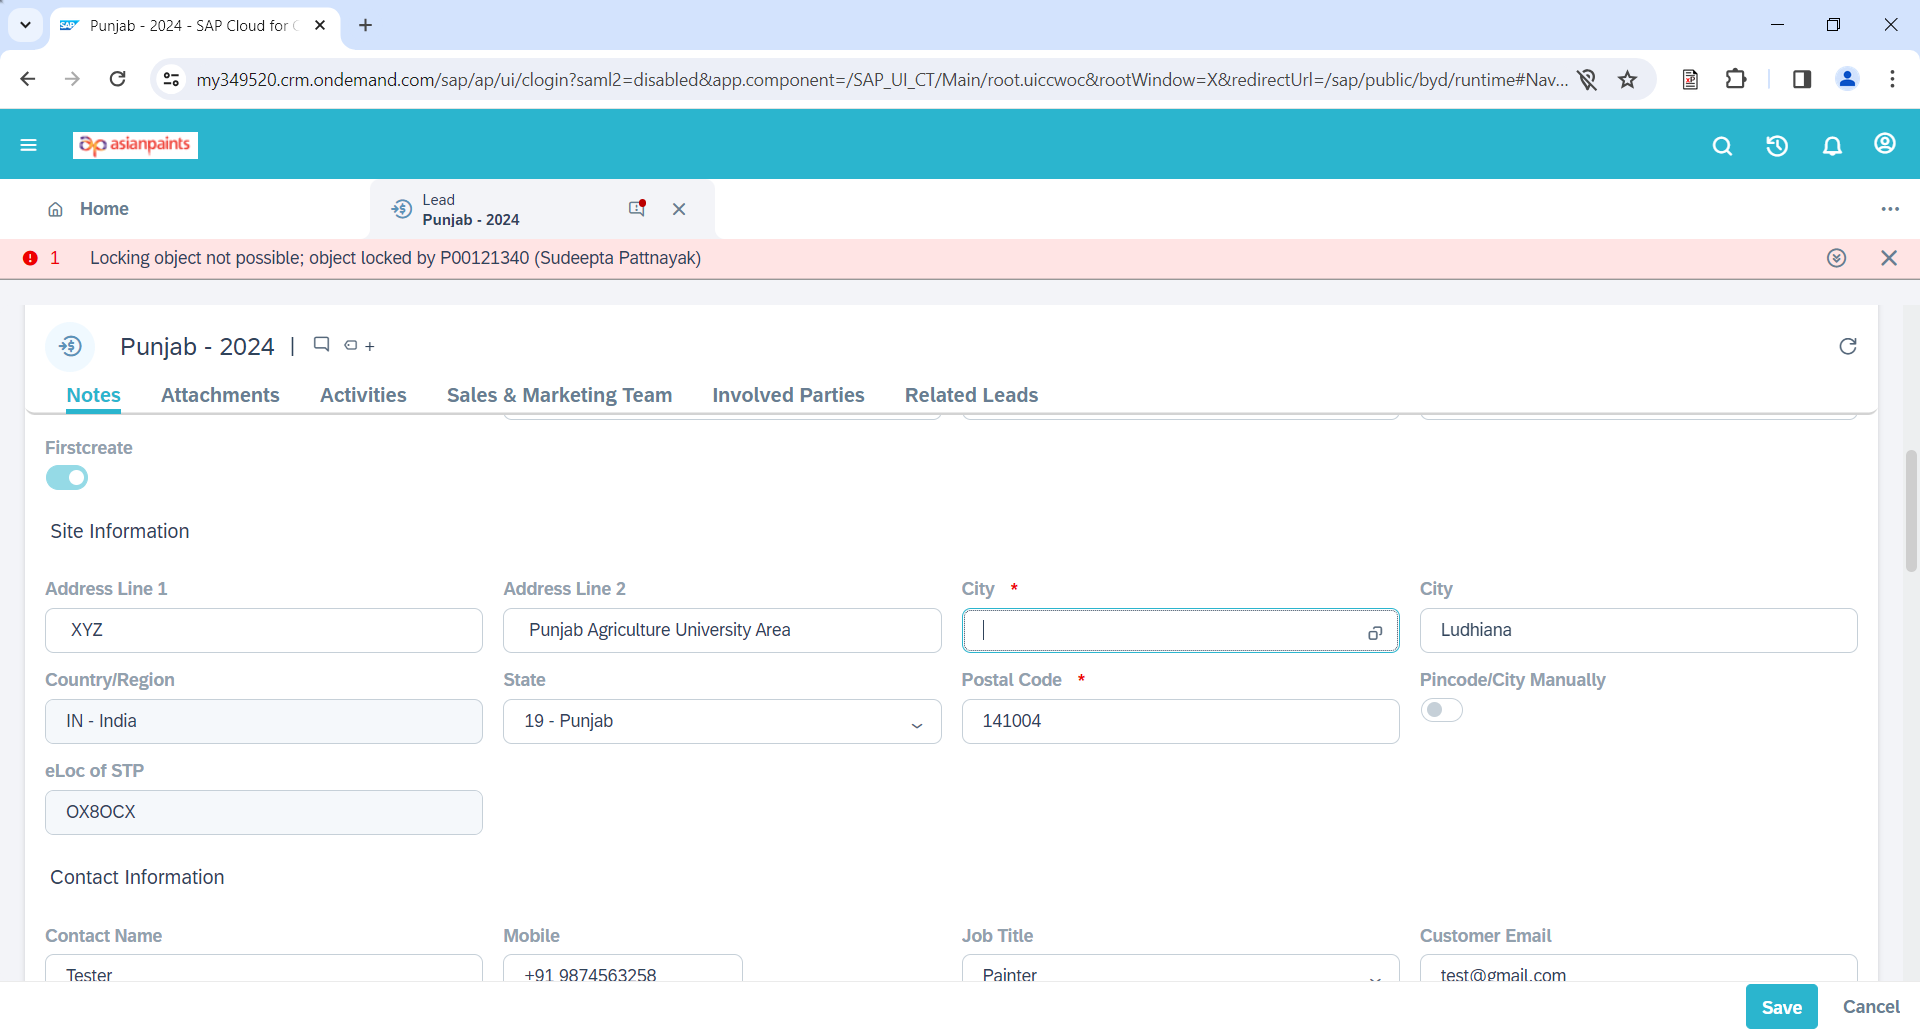 Punjab - 2024 - SAP Cloud for C
my349520.crm.ondemand.com/sap/ap/ui/clogin?saml2=disabled&app.component=/SAP_UI_CT/Main/root.uiccwoc&rootWindow=X&redirectUrl=/sap/public/byd/runtime#Nav...
asianpaints
Home
Lead
Punjab - 2024
1 Locking object not possible; object locked by P00121340 (Sudeepta Pattnayak)
Punjab - 2024 | +
Notes Attachments Activities Sales & Marketing Team Involved Parties Related Leads
Firstcreate
Site Information
Address Line 1 Address Line 2 City * City
XYZ Punjab Agriculture University Area Ludhiana
Country/Region State Postal Code * Pincode/City Manually
IN - India 19 - Punjab 141004
eLoc of STP
OX8OCX
Contact Information
Contact Name Mobile Job Title Customer Email
Tester +91 9874563258 Painter test@gmail.com
Save Cancel